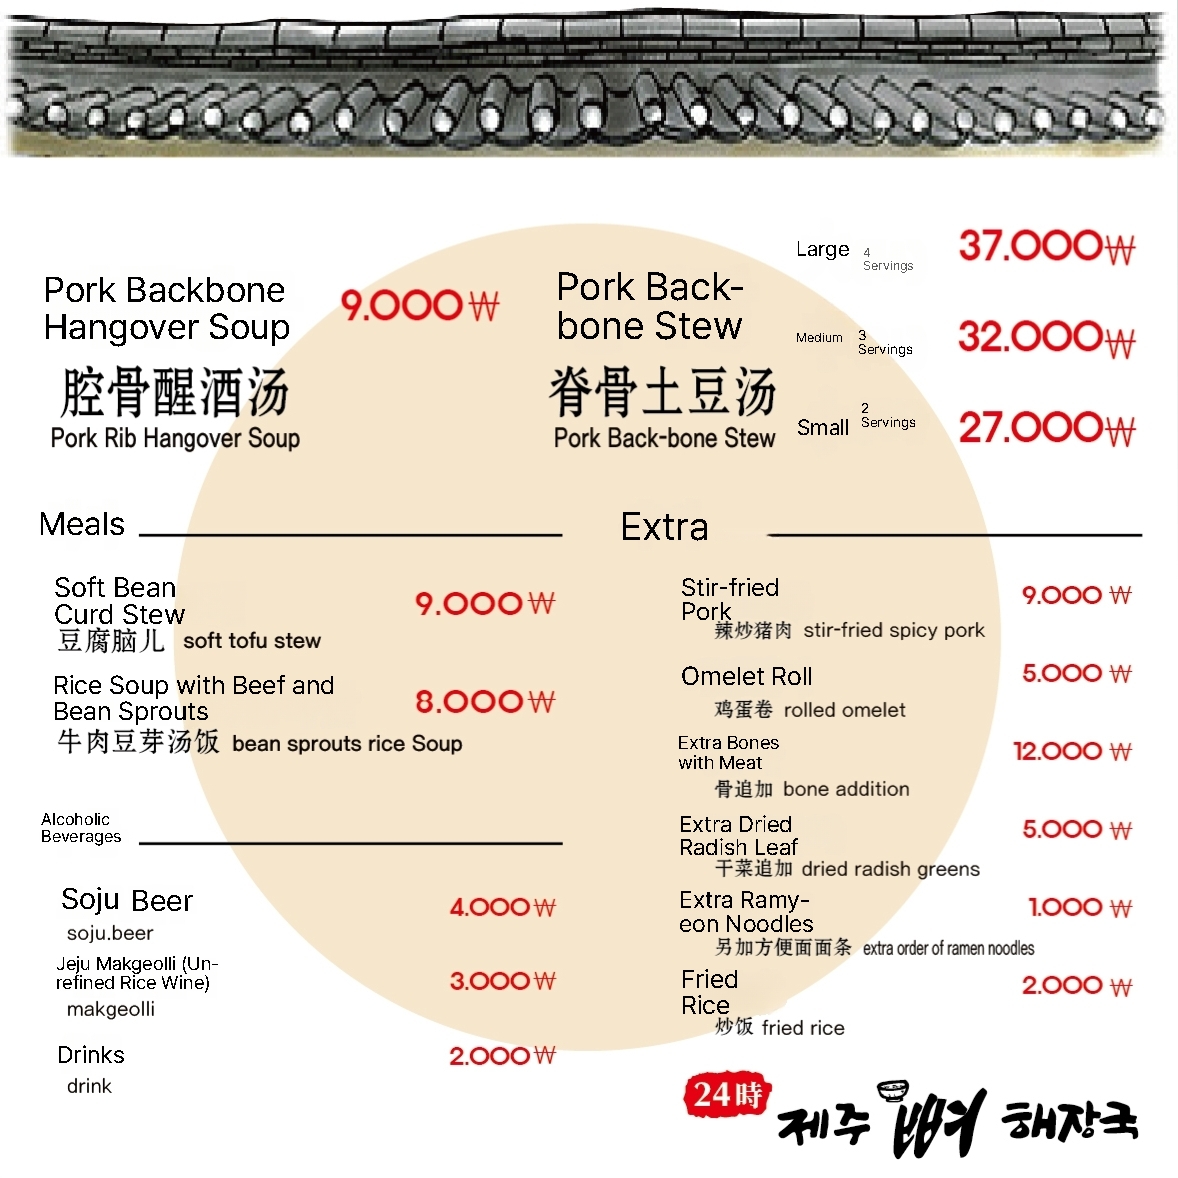 Pork Backbone
Hangover Soup
9.000₩
腔骨醒酒汤
Pork Rib Hangover Soup
Pork Back-
bone Stew
脊骨土豆汤
Pork Back-bone Stew
Large 4 Servings 37.000₩
Medium 3 Servings 32.000₩
Small 2 Servings 27.000₩
Meals
Soft Bean
Curd Stew
9.000₩
豆腐脑儿 soft tofu stew
Rice Soup with Beef and
Bean Sprouts
8.000₩
牛肉豆芽汤饭 bean sprouts rice Soup
Alcoholic
Beverages
Soju Beer 4.000₩
soju.beer
Jeju Makgeolli (Un-
refined Rice Wine)
3.000₩
makgeolli
Drinks 2.000₩
drink
Extra
Stir-fried
Pork
9.000 ₩
辣炒猪肉 stir-fried spicy pork
Omelet Roll 5.000 ₩
鸡蛋卷 rolled omelet
Extra Bones
with Meat
12.000 ₩
骨追加 bone addition
Extra Dried
Radish Leaf
5.000 ₩
干菜追加 dried radish greens
Extra Ramy-
eon Noodles
1.000 ₩
另加方便面面条 extra order of ramen noodles
Fried
Rice
2.000 ₩
炒饭 fried rice
24時 제주 뼈 해장국